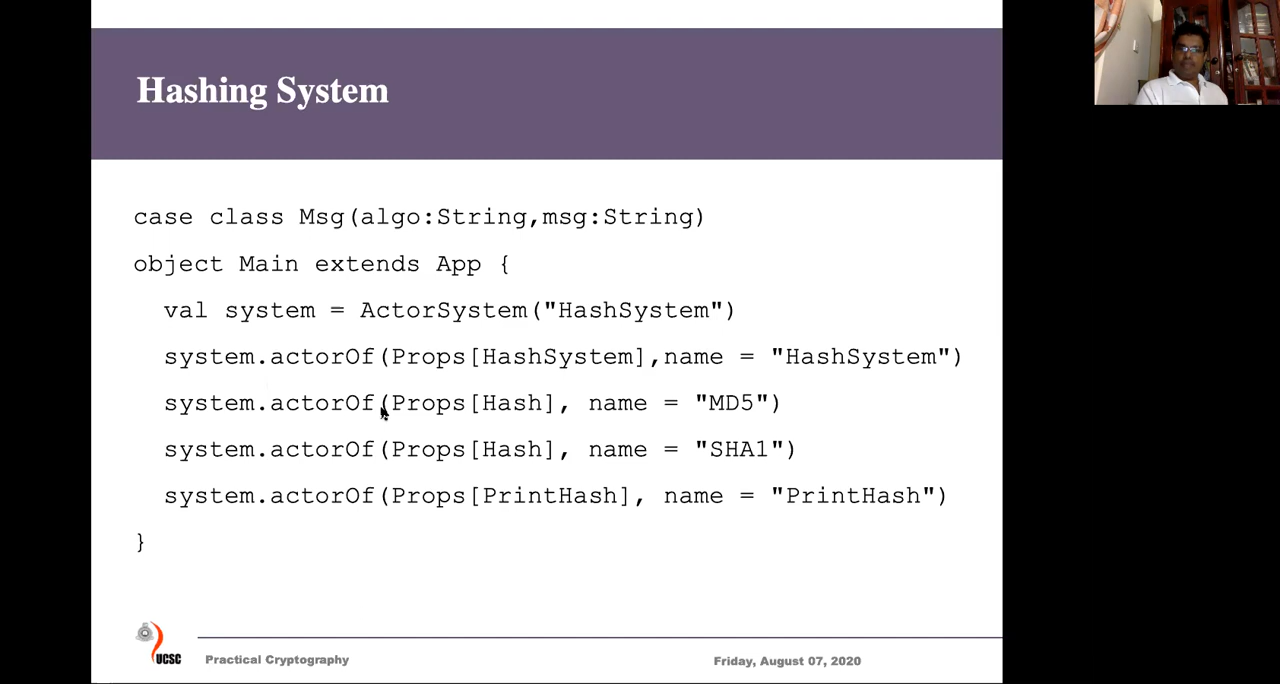 Hashing System
case class Msg(algo:String,msg:String)
object Main extends App {
val system = ActorSystem("HashSystem")
system.actorOf(Props[HashSystem],name = "HashSystem")
system.actorOf(Props[Hash], name = "MD5")
system.actorOf(Props[Hash], name = "SHA1")
system.actorOf(Props[PrintHash], name = "PrintHash")
}
UCSC
Practical Cryptography
Friday, August 07, 2020